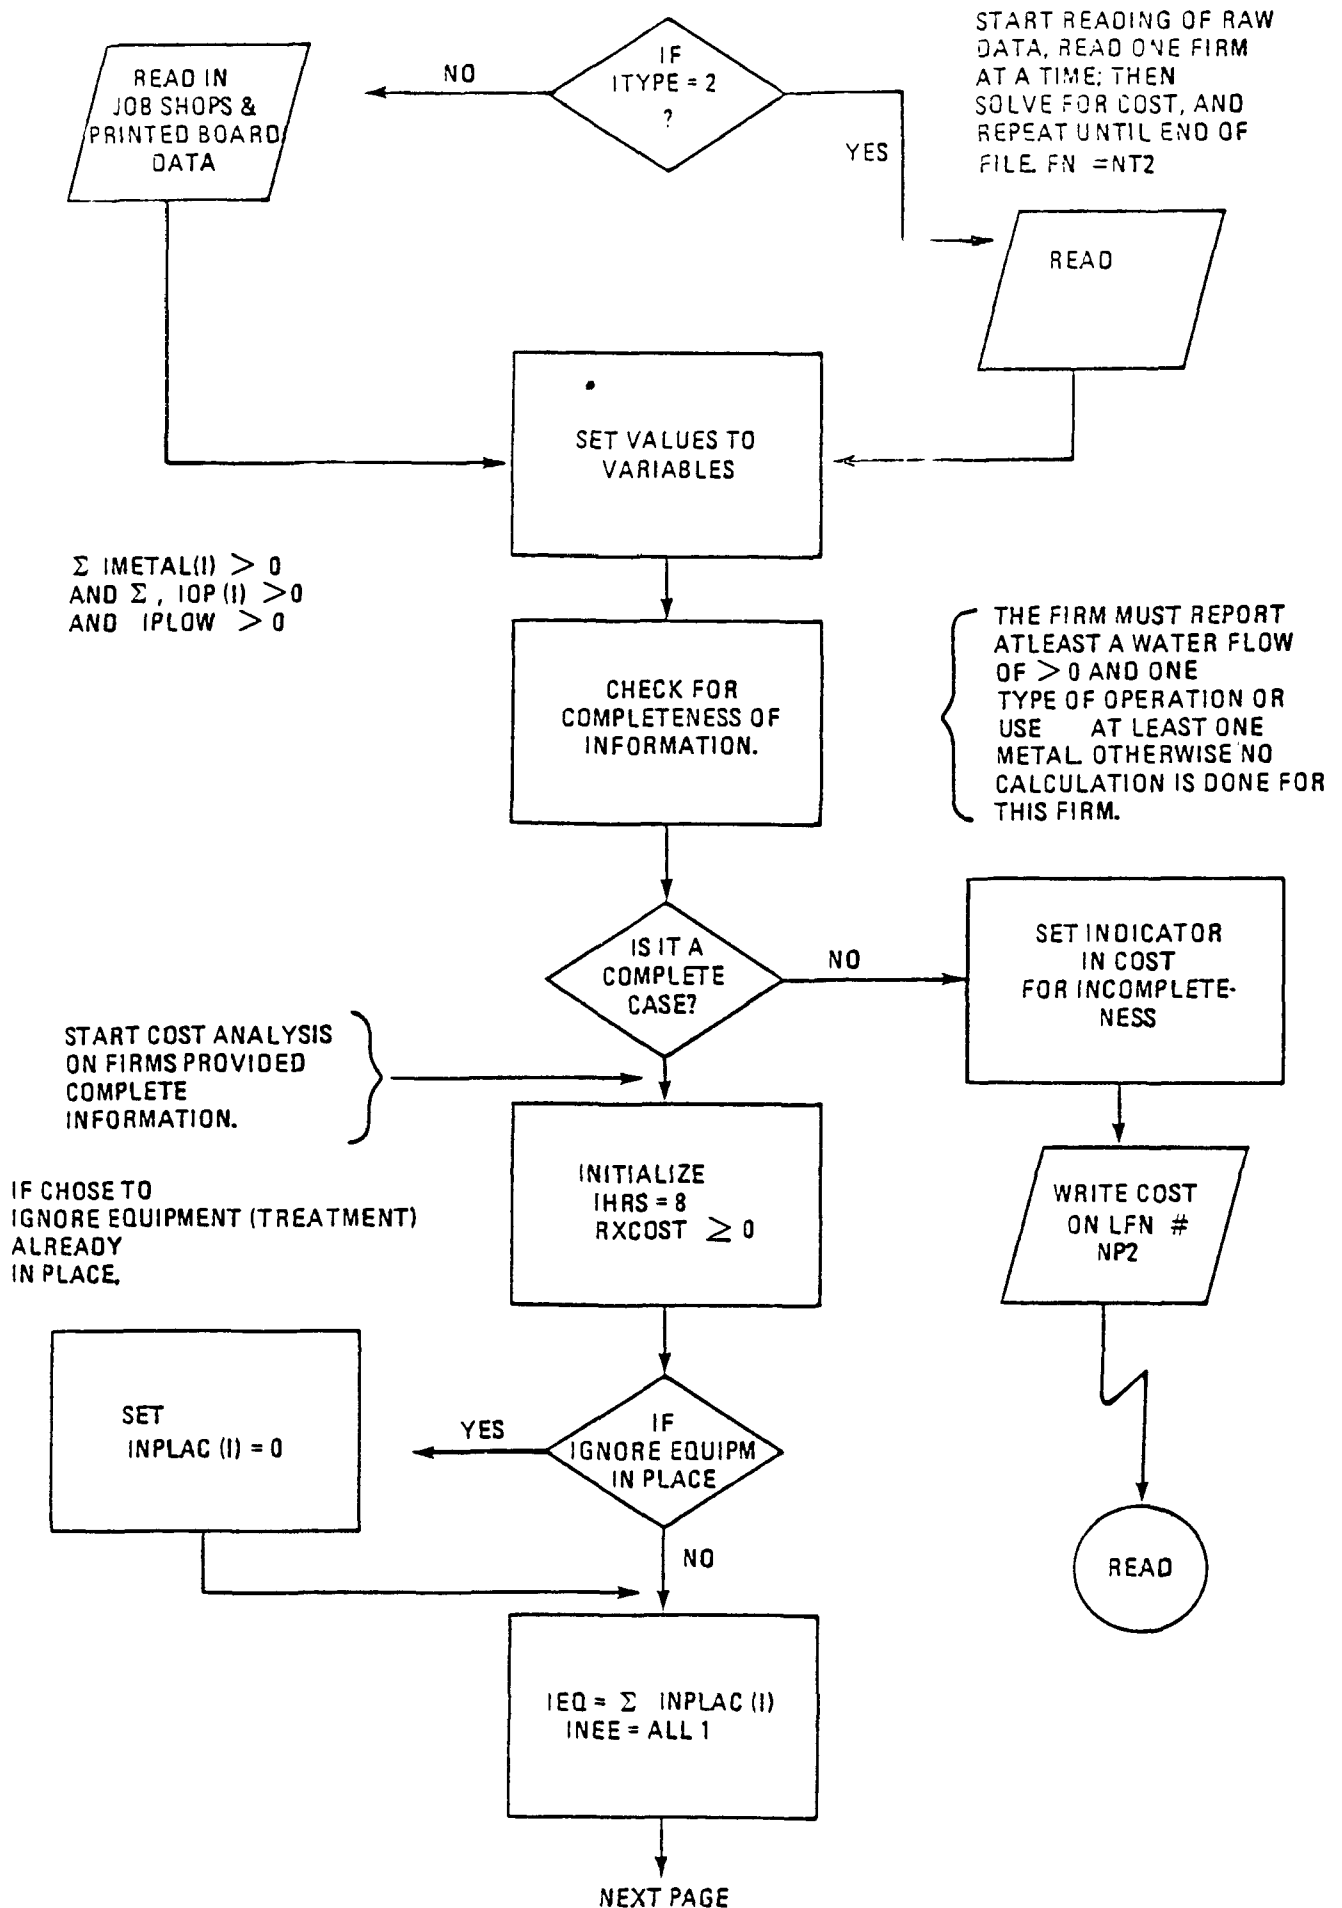 IF
ITYPE = 2
?
NO
YES
READ IN
JOB SHOPS &
PRINTED BOARD
DATA
START READING OF RAW
DATA, READ ONE FIRM
AT A TIME; THEN
SOLVE FOR COST, AND
REPEAT UNTIL END OF
FILE. FN =NT2
READ
SET VALUES TO
VARIABLES
Σ IMETAL(I) > 0
AND Σ, IOP (I) >0
AND IPLOW > 0
CHECK FOR
COMPLETENESS OF
INFORMATION.
THE FIRM MUST REPORT
ATLEAST A WATER FLOW
OF > 0 AND ONE
TYPE OF OPERATION OR
USE AT LEAST ONE
METAL. OTHERWISE NO
CALCULATION IS DONE FOR
THIS FIRM.
IS IT A
COMPLETE
CASE?
NO
SET INDICATOR
IN COST
FOR INCOMPLETE-
NESS
START COST ANALYSIS
ON FIRMS PROVIDED
COMPLETE
INFORMATION.
INITIALIZE
IHRS = 8
RXCOST ≥ 0
WRITE COST
ON LFN #
NP2
IF CHOSE TO
IGNORE EQUIPMENT (TREATMENT)
ALREADY
IN PLACE,
SET
INPLAC (I) = 0
YES
IF
IGNORE EQUIPM
IN PLACE
NO
READ
IEQ = Σ INPLAC (I)
INEE = ALL 1
NEXT PAGE